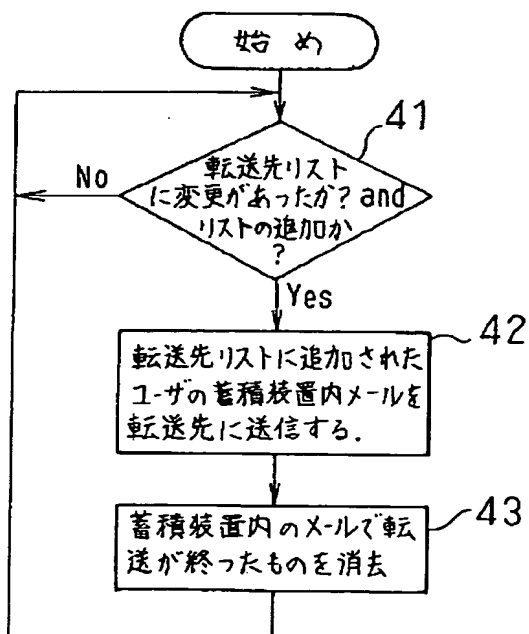 始め
41
転送先リスト
に変更があったか?and
リストの追加か
?
No
Yes
42
転送先リストに追加された
ユーザの蓄積装置内メールを
転送先に送信する.
43
蓄積装置内のメールで転
送が終ったものを消去